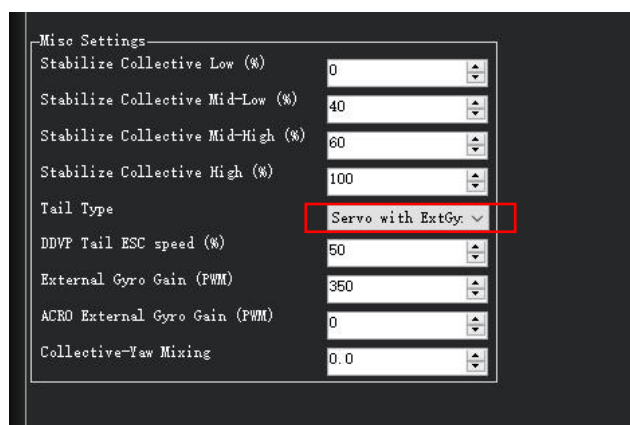 Misc Settings
Stabilize Collective Low (%) 0
Stabilize Collective Mid-Low (%) 40
Stabilize Collective Mid-High (%) 60
Stabilize Collective High (%) 100
Tail Type Servo with ExtGy
DDVP Tail ESC speed (%) 50
External Gyro Gain (PWM) 350
ACRO External Gyro Gain (PWM) 0
Collective-Yaw Mixing 0.0